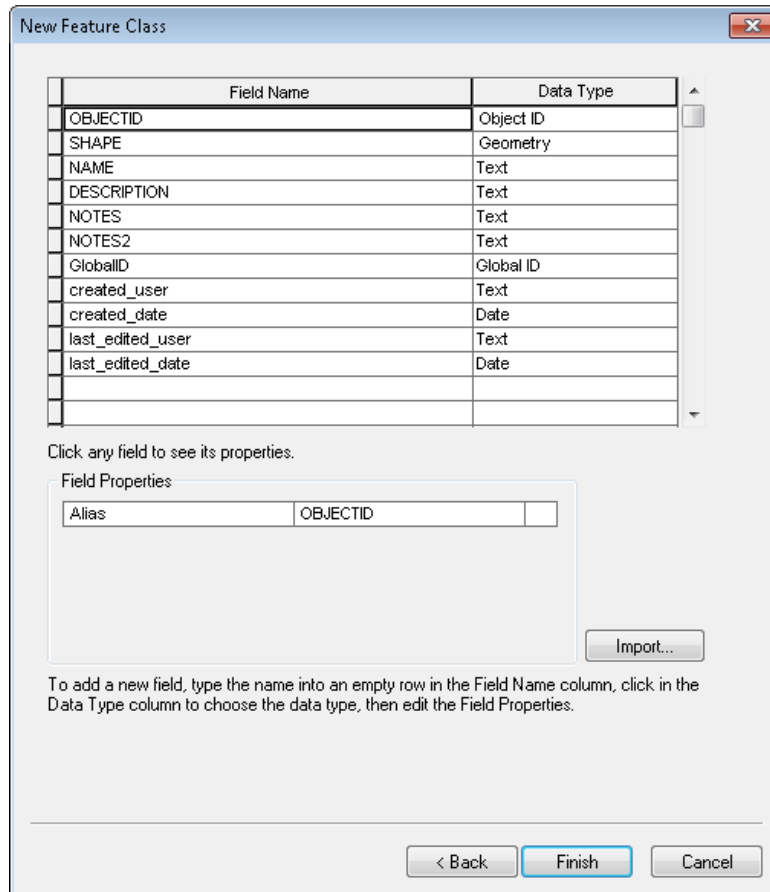 New Feature Class
Field Name Data Type
OBJECTID Object ID
SHAPE Geometry
NAME Text
DESCRIPTION Text
NOTES Text
NOTES2 Text
GlobalID Global ID
created_user Text
created_date Date
last_edited_user Text
last_edited_date Date
Click any field to see its properties.
Field Properties
Alias OBJECTID
Import...
To add a new field, type the name into an empty row in the Field Name column, click in the
Data Type column to choose the data type, then edit the Field Properties.
< Back Finish Cancel